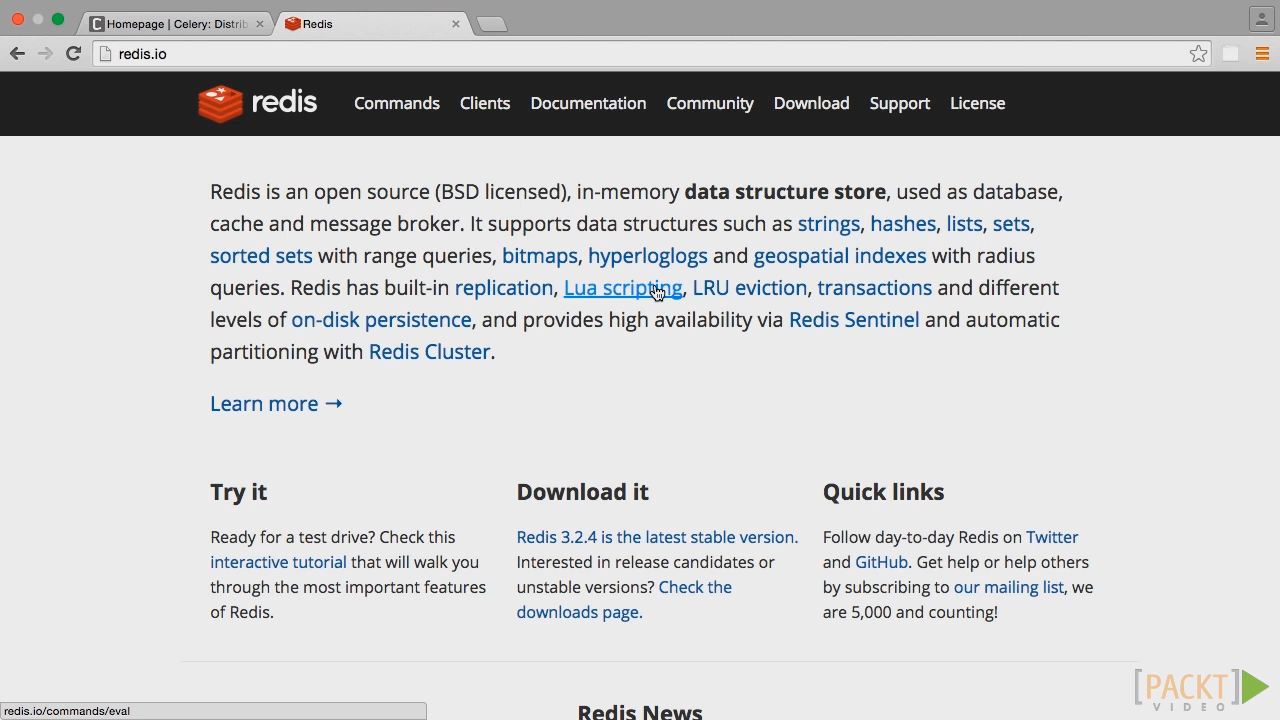 Homepage | Celery: Distrib
Redis
redis.io
redis
Commands Clients Documentation Community Download Support License
Redis is an open source (BSD licensed), in-memory data structure store, used as database,
cache and message broker. It supports data structures such as strings, hashes, lists, sets,
sorted sets with range queries, bitmaps, hyperloglogs and geospatial indexes with radius
queries. Redis has built-in replication, Lua scripting, LRU eviction, transactions and different
levels of on-disk persistence, and provides high availability via Redis Sentinel and automatic
partitioning with Redis Cluster.
Learn more →
Try it
Ready for a test drive? Check this
interactive tutorial that will walk you
through the most important features
of Redis.
Download it
Redis 3.2.4 is the latest stable version.
Interested in release candidates or
unstable versions? Check the
downloads page.
Quick links
Follow day-to-day Redis on Twitter
and GitHub. Get help or help others
by subscribing to our mailing list, we
are 5,000 and counting!
Redis News
redis.io/commands/eval
[PACKT]
VIDEO